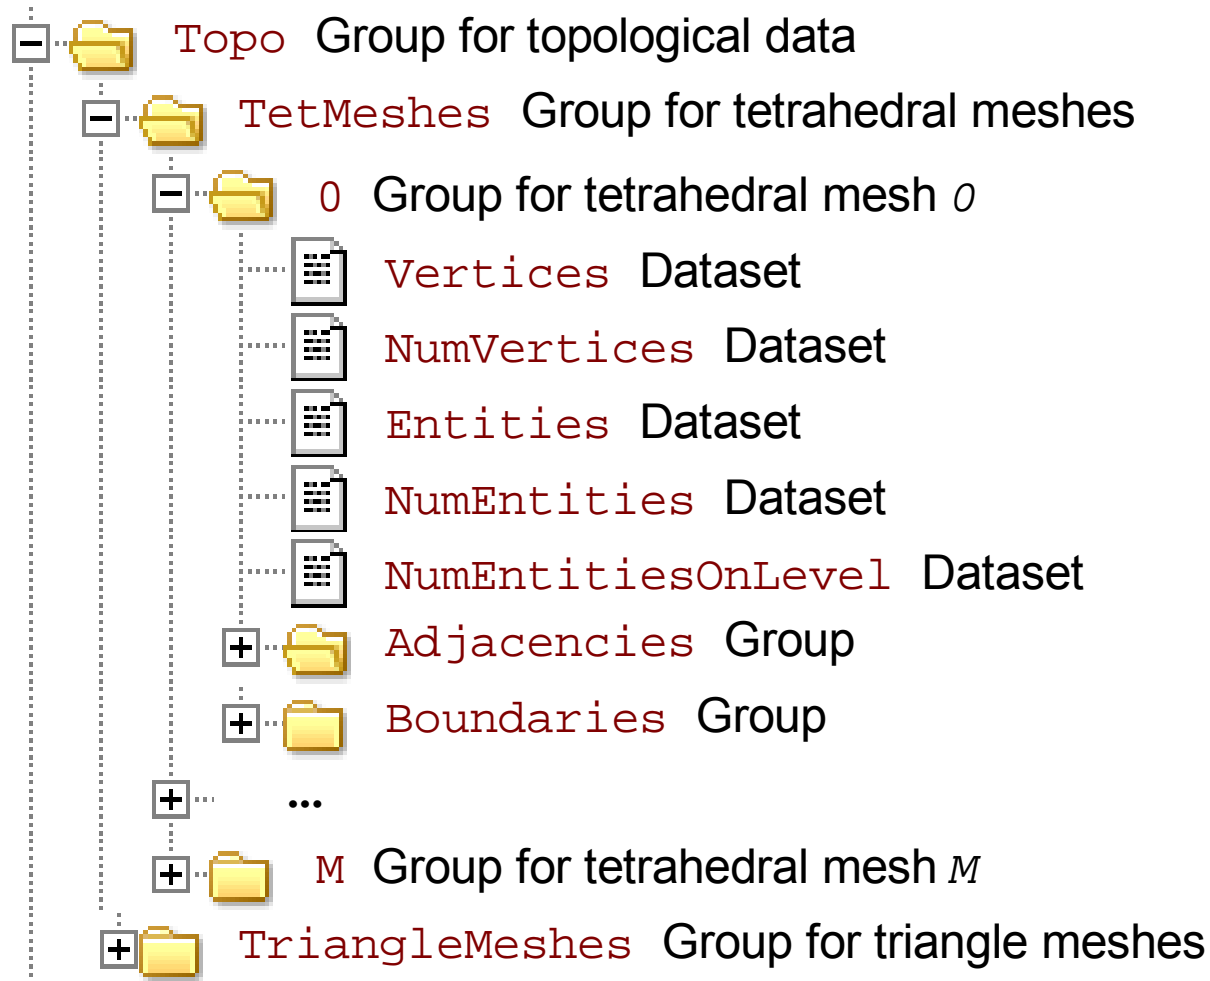 Topo Group for topological data
TetMeshes Group for tetrahedral meshes
0 Group for tetrahedral mesh 0
Vertices Dataset
NumVertices Dataset
Entities Dataset
NumEntities Dataset
NumEntitiesOnLevel Dataset
Adjacencies Group
Boundaries Group
...
M Group for tetrahedral mesh M
TriangleMeshes Group for triangle meshes